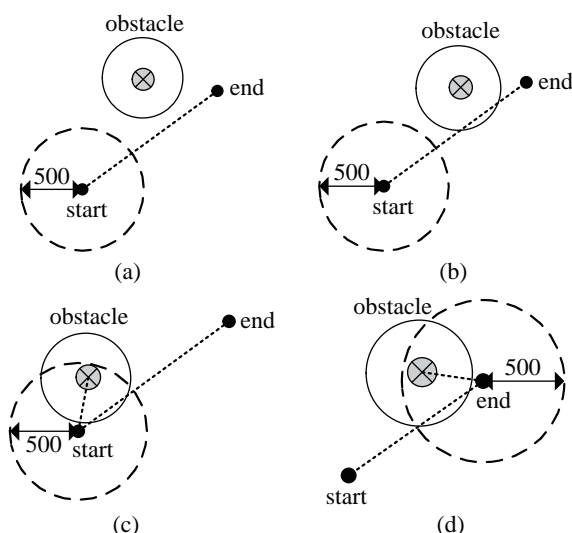 obstacle
end
500
start
(a)
obstacle
end
500
start
(b)
obstacle
end
500
start
(c)
obstacle
500
end
start
(d)